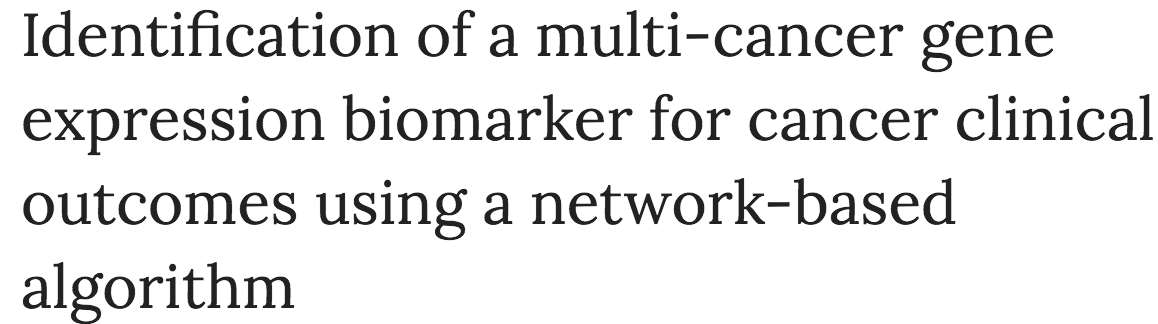 Identification of a multi-cancer gene
expression biomarker for cancer clinical
outcomes using a network-based
algorithm